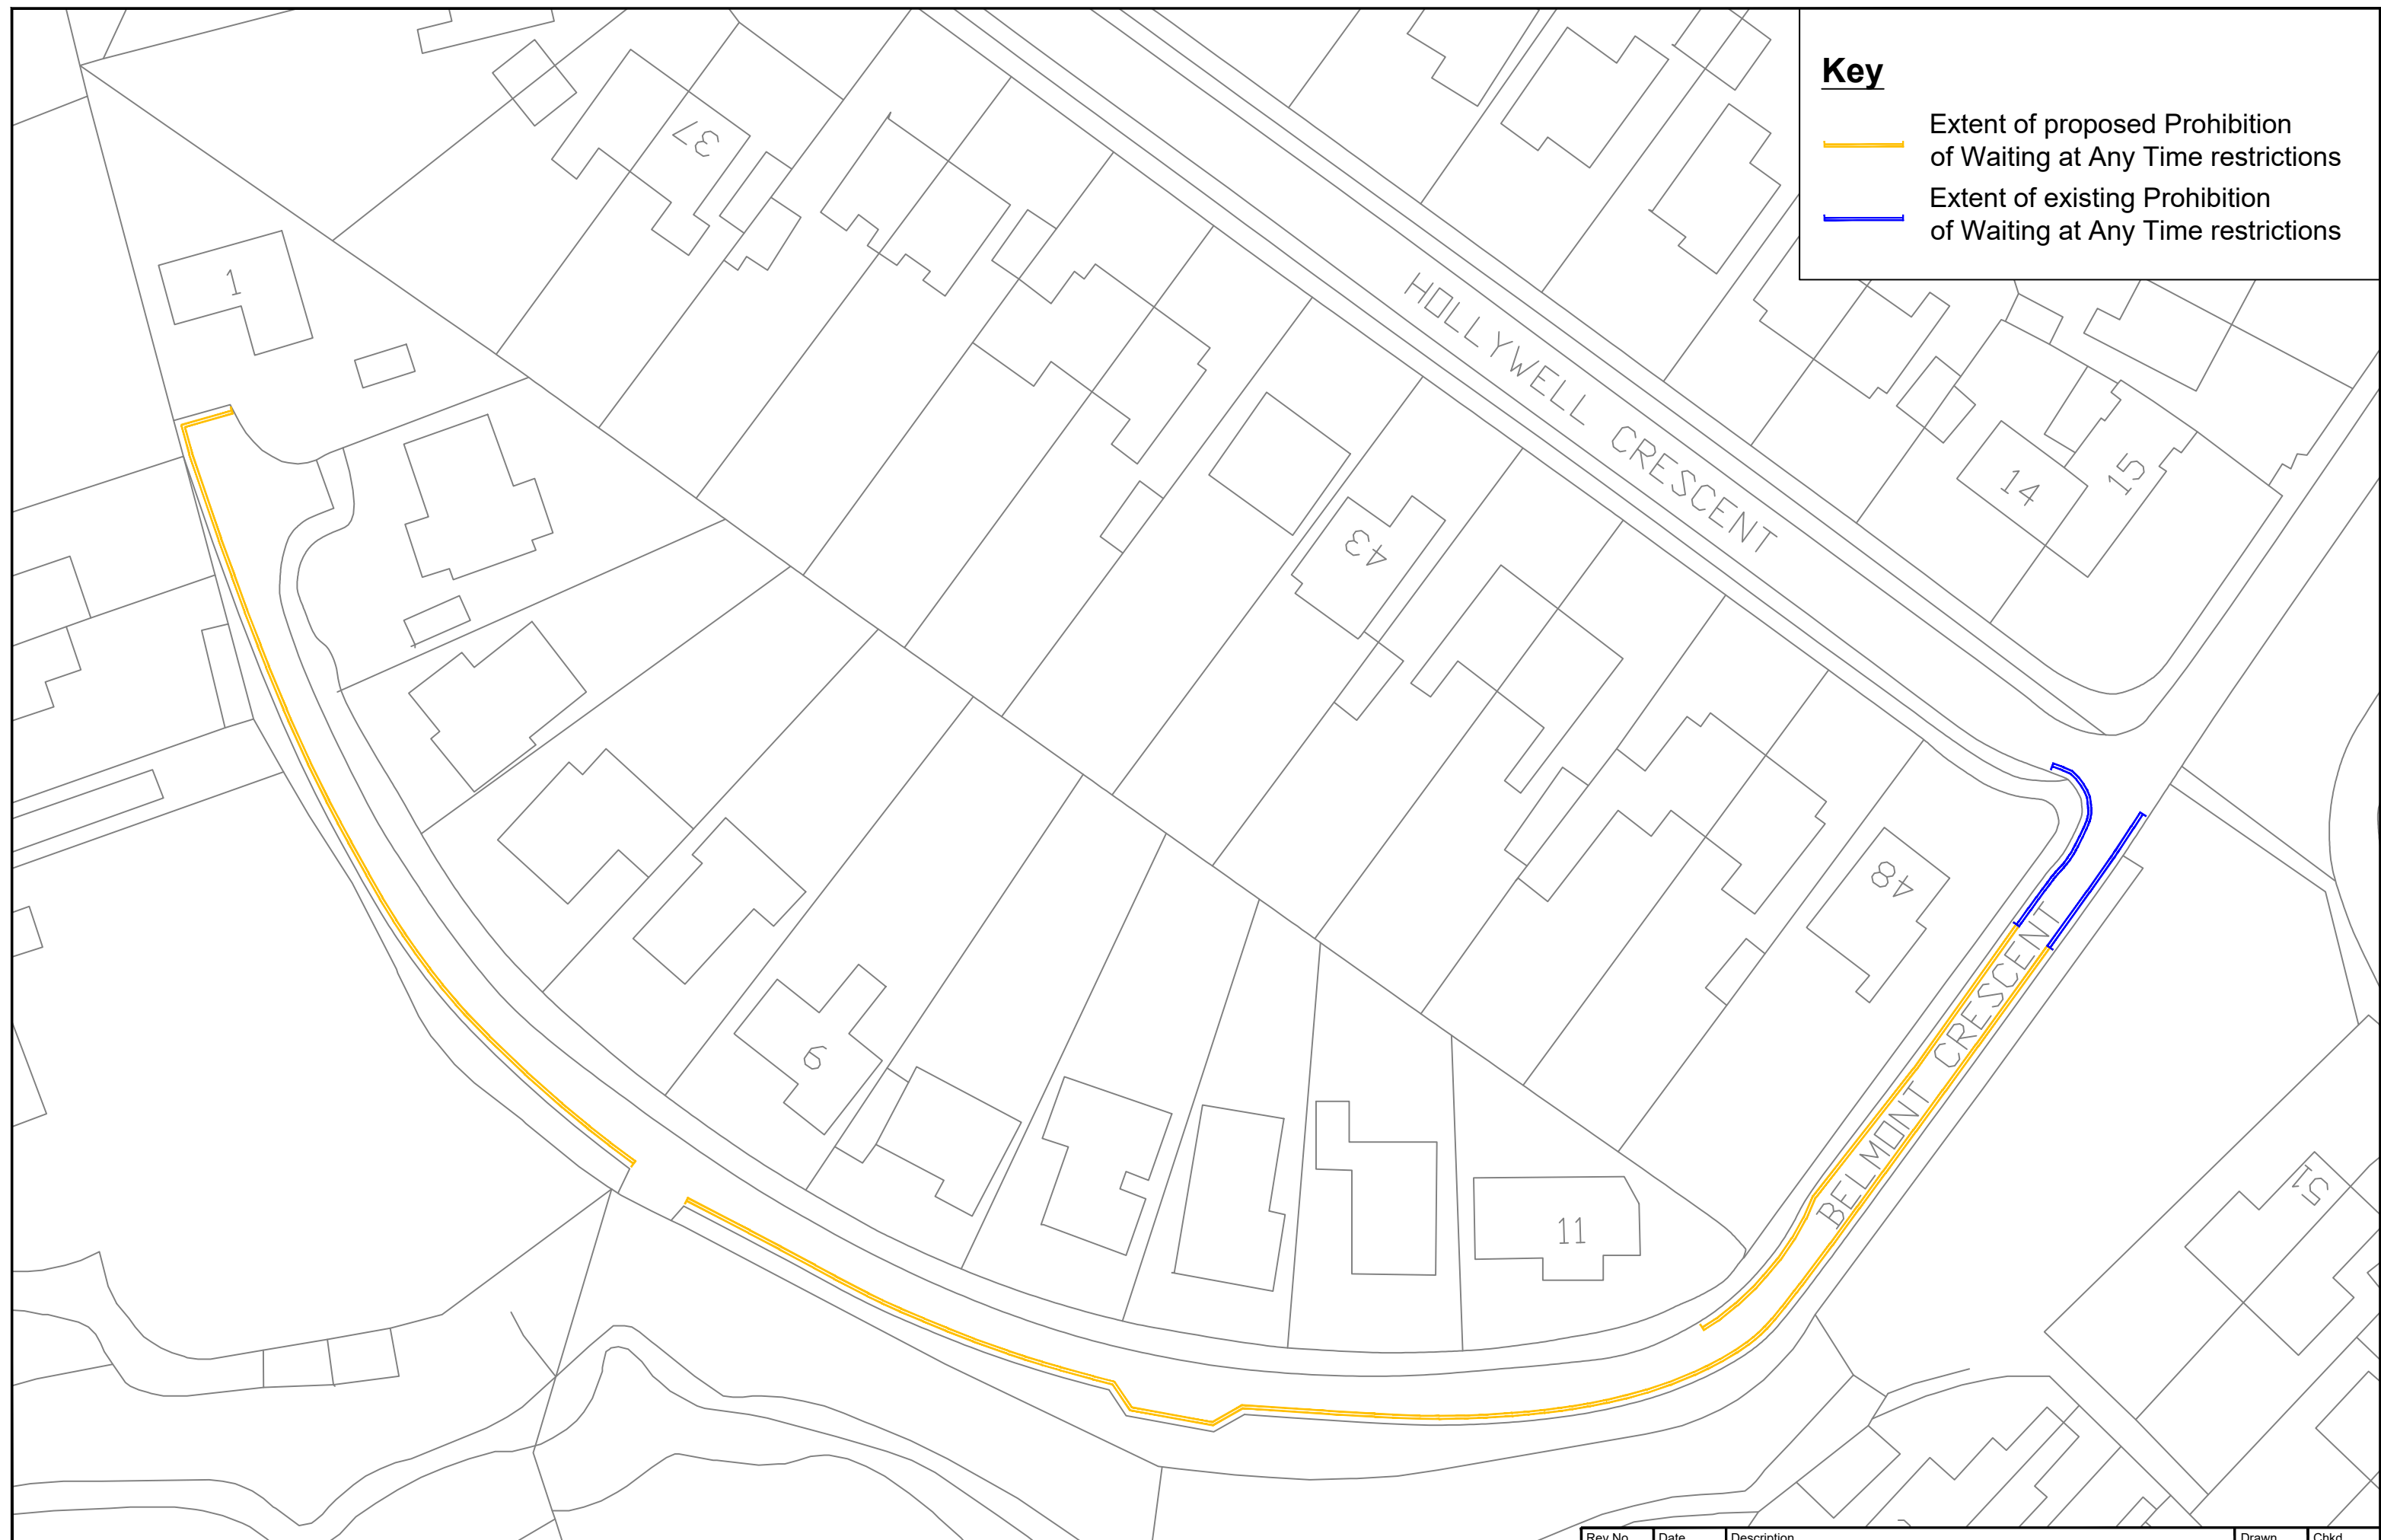 Key
Extent of proposed Prohibition
of Waiting at Any Time restrictions
Extent of existing Prohibition
of Waiting at Any Time restrictions
37
1
HOLLYWELL CRESCENT
14
15
43
48
6
BELMONT CRESCENT
11
51
Rev No
Date
Description
Drawn
Chkd